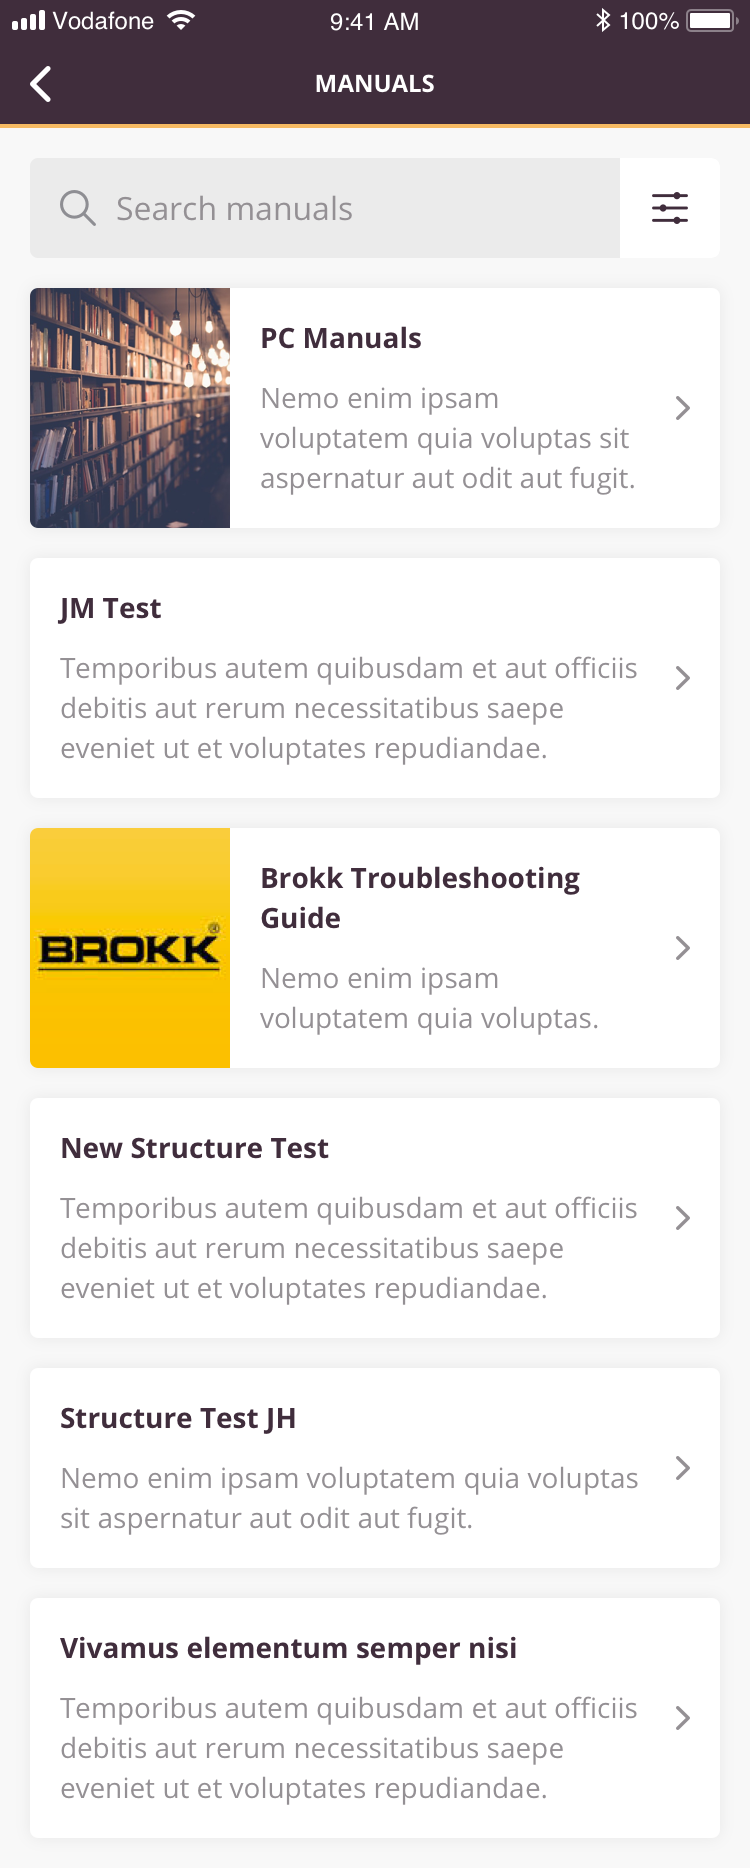 Vodafone 9:41 AM 100%
MANUALS
Search manuals
PC Manuals
Nemo enim ipsam
voluptatem quia voluptas sit
aspernatur aut odit aut fugit.
JM Test
Temporibus autem quibusdam et aut officiis
debitis aut rerum necessitatibus saepe
eveniet ut et voluptates repudiandae.
BROKK®
Brokk Troubleshooting
Guide
Nemo enim ipsam
voluptatem quia voluptas.
New Structure Test
Temporibus autem quibusdam et aut officiis
debitis aut rerum necessitatibus saepe
eveniet ut et voluptates repudiandae.
Structure Test JH
Nemo enim ipsam voluptatem quia voluptas
sit aspernatur aut odit aut fugit.
Vivamus elementum semper nisi
Temporibus autem quibusdam et aut officiis
debitis aut rerum necessitatibus saepe
eveniet ut et voluptates repudiandae.